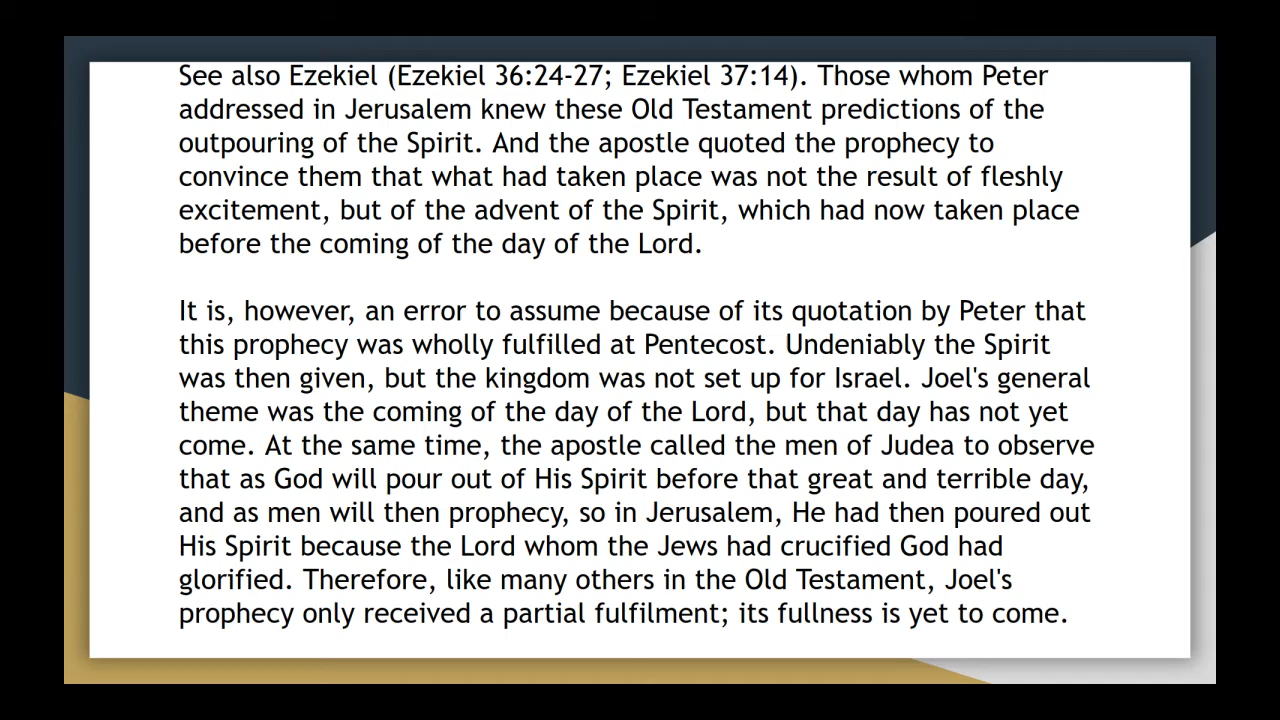 See also Ezekiel (Ezekiel 36:24-27; Ezekiel 37:14). Those whom Peter
addressed in Jerusalem knew these Old Testament predictions of the
outpouring of the Spirit. And the apostle quoted the prophecy to
convince them that what had taken place was not the result of fleshly
excitement, but of the advent of the Spirit, which had now taken place
before the coming of the day of the Lord.
It is, however, an error to assume because of its quotation by Peter that
this prophecy was wholly fulfilled at Pentecost. Undeniably the Spirit
was then given, but the kingdom was not set up for Israel. Joel's general
theme was the coming of the day of the Lord, but that day has not yet
come. At the same time, the apostle called the men of Judea to observe
that as God will pour out of His Spirit before that great and terrible day,
and as men will then prophecy, so in Jerusalem, He had then poured out
His Spirit because the Lord whom the Jews had crucified God had
glorified. Therefore, like many others in the Old Testament, Joel's
prophecy only received a partial fulfilment; its fullness is yet to come.